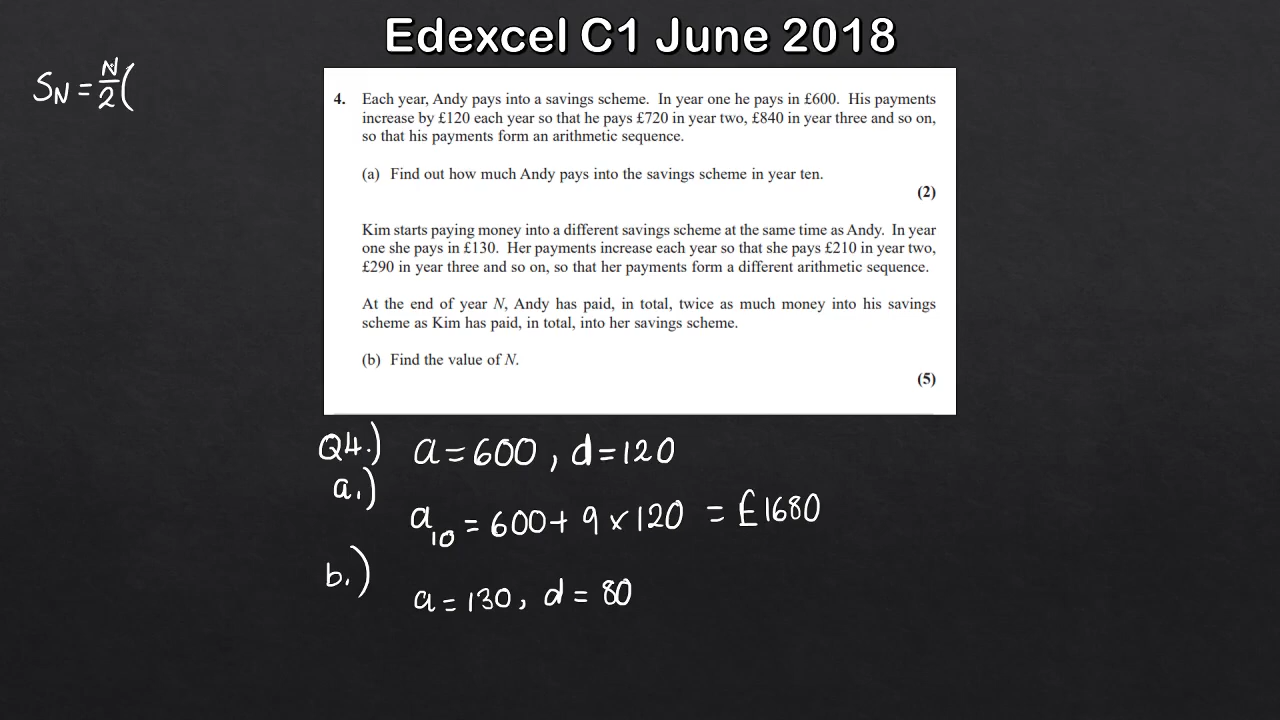 Edexcel C1 June 2018
S_N = N/2 (
4. Each year, Andy pays into a savings scheme. In year one he pays in £600. His payments
increase by £120 each year so that he pays £720 in year two, £840 in year three and so on,
so that his payments form an arithmetic sequence.
(a) Find out how much Andy pays into the savings scheme in year ten.
(2)
Kim starts paying money into a different savings scheme at the same time as Andy. In year
one she pays in £130. Her payments increase each year so that she pays £210 in year two,
£290 in year three and so on, so that her payments form a different arithmetic sequence.
At the end of year N, Andy has paid, in total, twice as much money into his savings
scheme as Kim has paid, in total, into her savings scheme.
(b) Find the value of N.
(5)
Q4.) a = 600, d = 120
a.)
a_10 = 600 + 9 × 120 = £1680
b.)
a = 130, d = 80